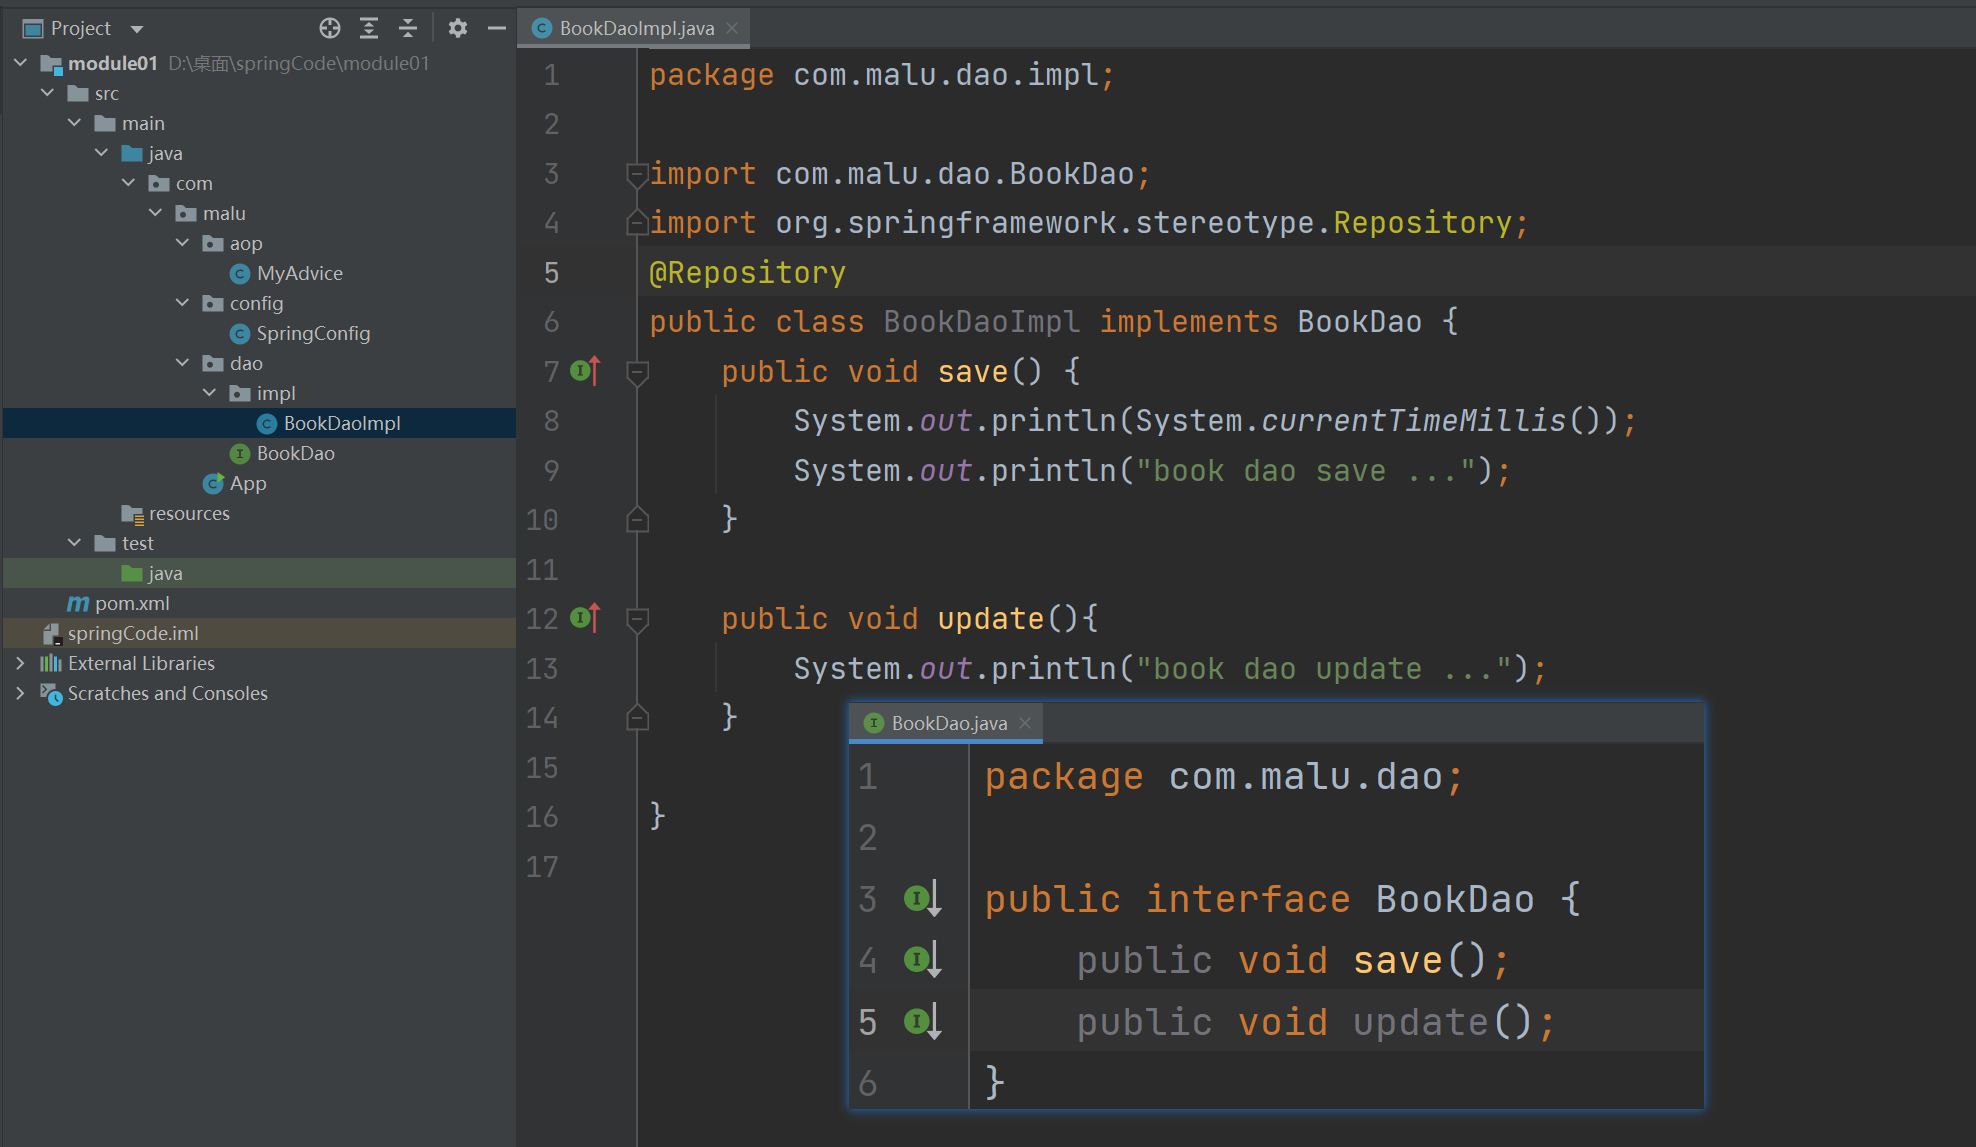 Project
module01 D:\桌面\springCode\module01
src
main
java
com
malu
aop
MyAdvice
config
SpringConfig
dao
impl
BookDaoImpl
BookDao
App
resources
test
java
pom.xml
springCode.iml
External Libraries
Scratches and Consoles
BookDaoImpl.java
1 package com.malu.dao.impl;
2
3 import com.malu.dao.BookDao;
4 import org.springframework.stereotype.Repository;
5 @Repository
6 public class BookDaoImpl implements BookDao {
7 public void save() {
8 System.out.println(System.currentTimeMillis());
9 System.out.println("book dao save ...");
10 }
11
12 public void update(){
13 System.out.println("book dao update ...");
14 }
15
16 }
17
BookDao.java
1 package com.malu.dao;
2
3 public interface BookDao {
4 public void save();
5 public void update();
6 }